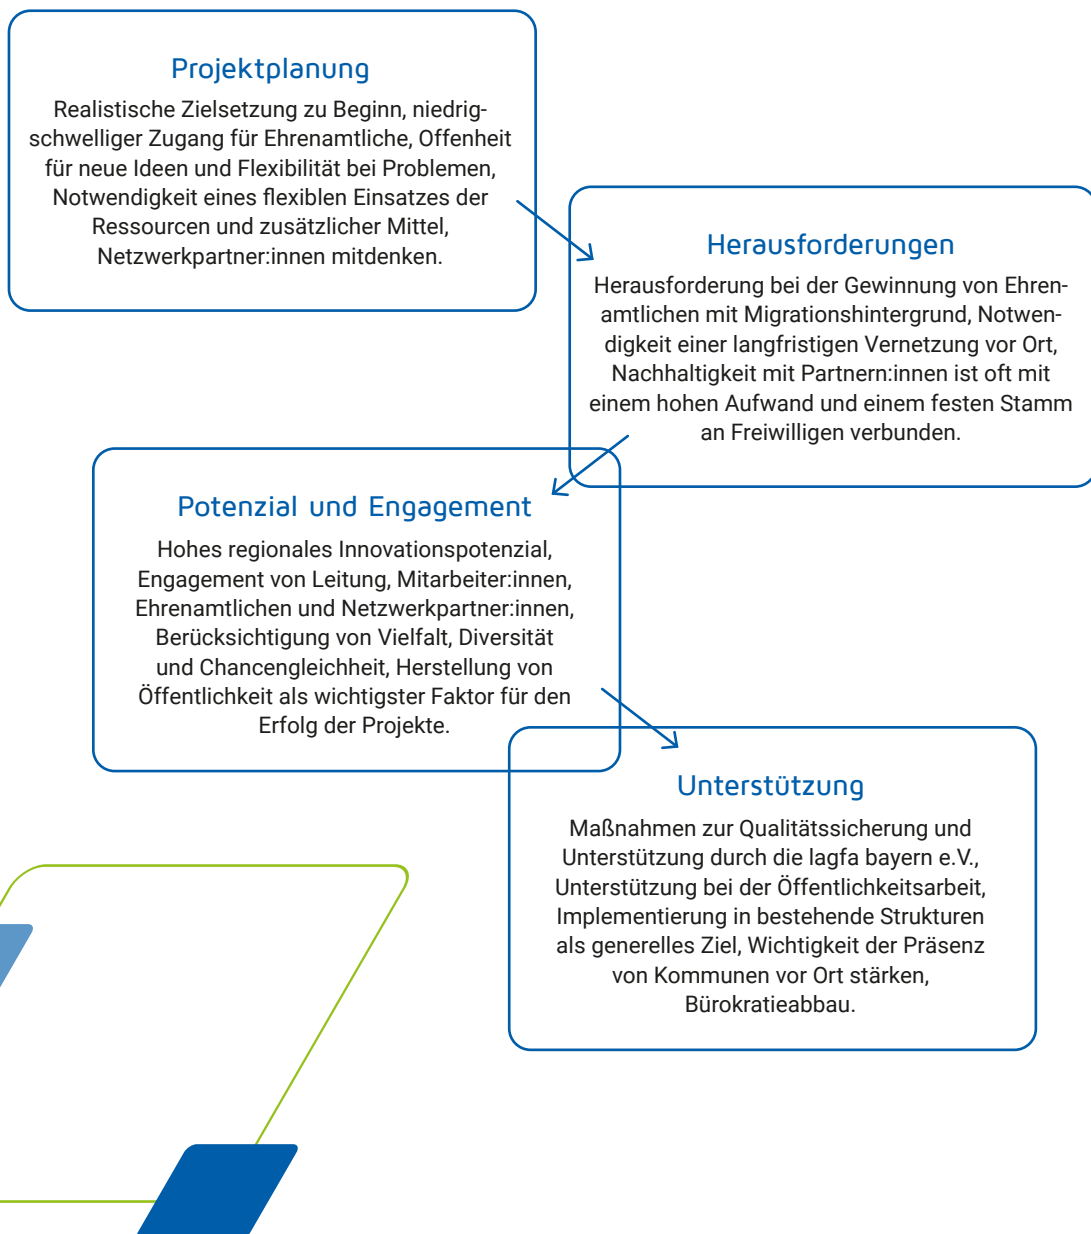 Projektplanung
Realistische Zielsetzung zu Beginn, niedrig-
schwelliger Zugang für Ehrenamtliche, Offenheit
für neue Ideen und Flexibilität bei Problemen,
Notwendigkeit eines flexiblen Einsatzes der
Ressourcen und zusätzlicher Mittel,
Netzwerkpartner:innen mitdenken.
Herausforderungen
Herausforderung bei der Gewinnung von Ehren-
amtlichen mit Migrationshintergrund, Notwen-
digkeit einer langfristigen Vernetzung vor Ort,
Nachhaltigkeit mit Partnern:innen ist oft mit
einem hohen Aufwand und einem festen Stamm
an Freiwilligen verbunden.
Potenzial und Engagement
Hohes regionales Innovationspotenzial,
Engagement von Leitung, Mitarbeiter:innen,
Ehrenamtlichen und Netzwerkpartner:innen,
Berücksichtigung von Vielfalt, Diversität
und Chancengleichheit, Herstellung von
Öffentlichkeit als wichtigster Faktor für den
Erfolg der Projekte.
Unterstützung
Maßnahmen zur Qualitätssicherung und
Unterstützung durch die lagfa bayern e.V.,
Unterstützung bei der Öffentlichkeitsarbeit,
Implementierung in bestehende Strukturen
als generelles Ziel, Wichtigkeit der Präsenz
von Kommunen vor Ort stärken,
Bürokratieabbau.